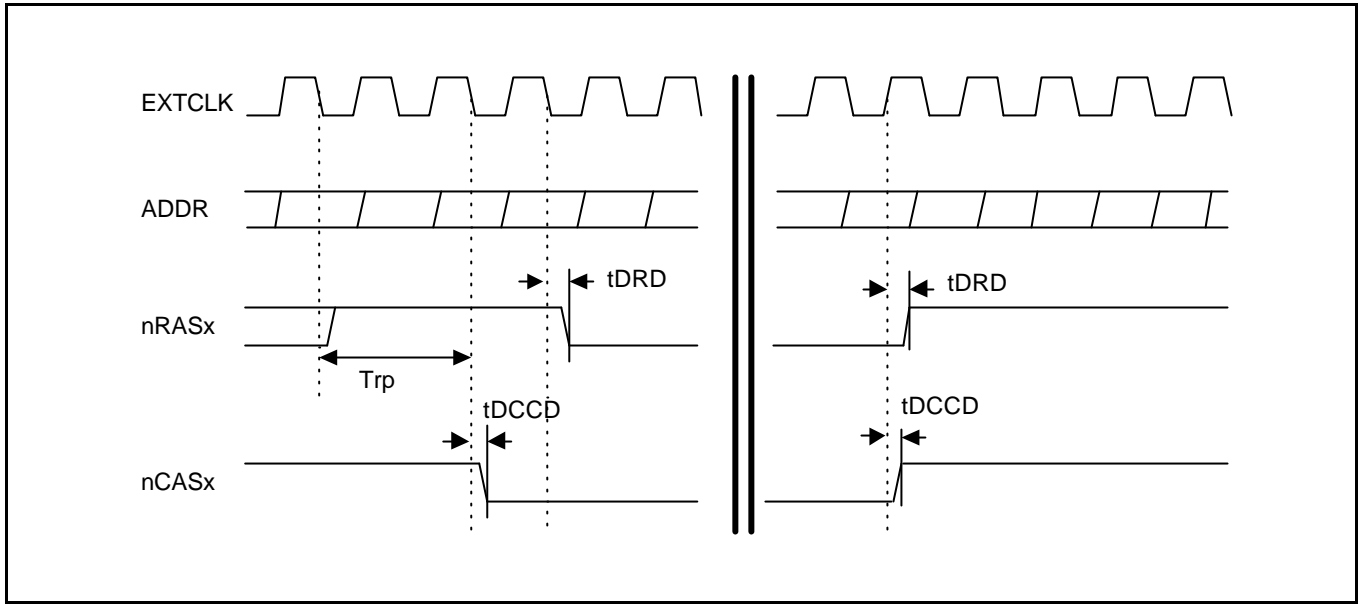 EXTCLK
ADDR
tDRD
tDRD
nRASx
Trp
tDCCD
tDCCD
nCASx